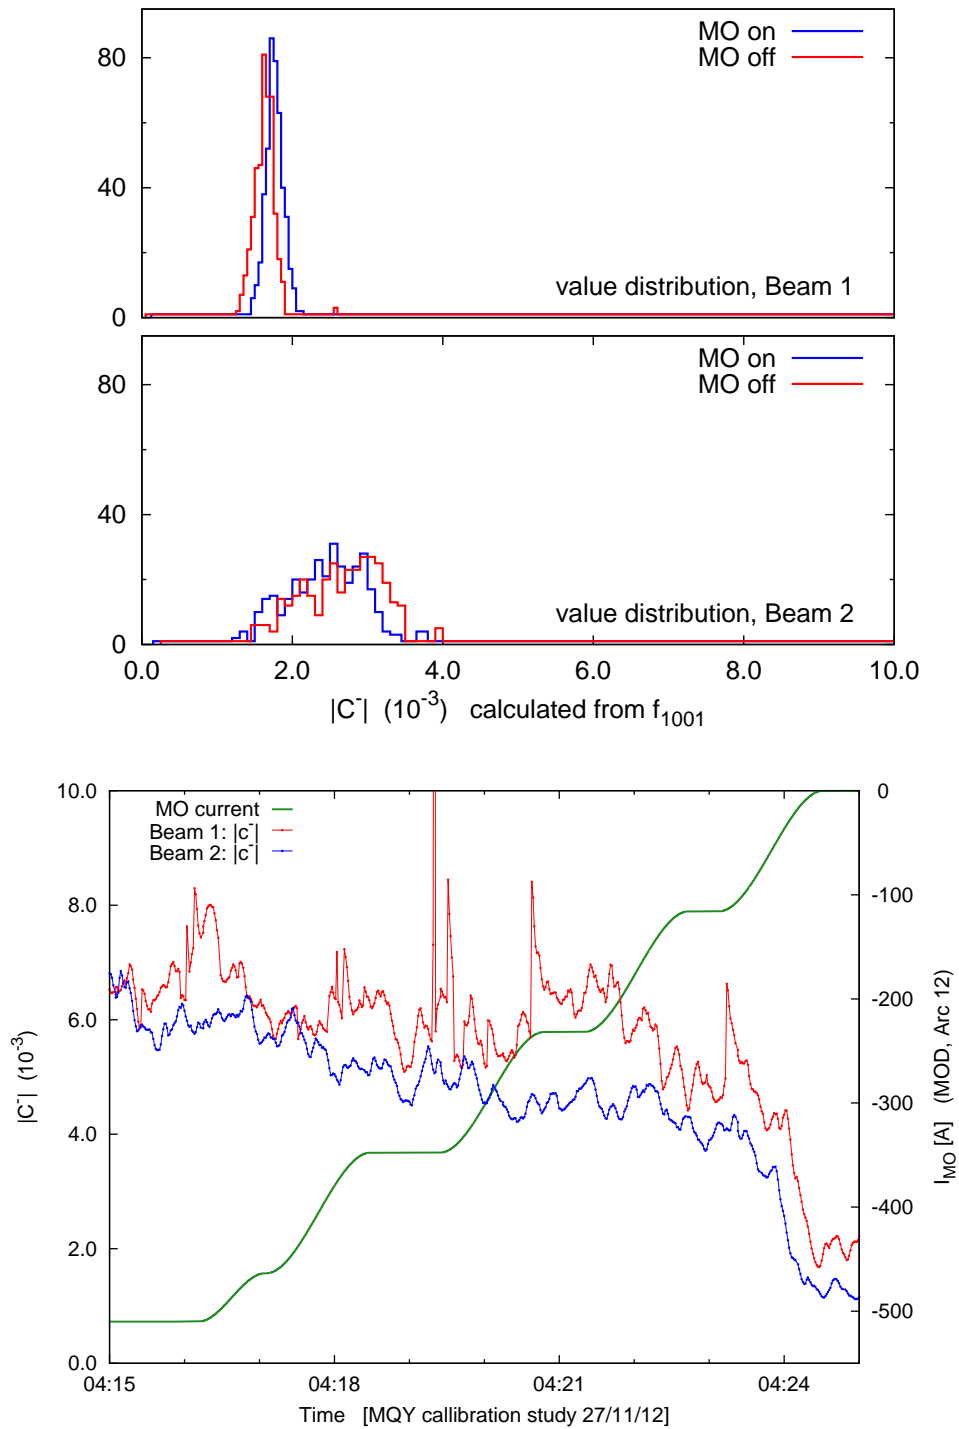 80
40
0
MO on
MO off
value distribution, Beam 1
80
40
0
MO on
MO off
value distribution, Beam 2
0.0 2.0 4.0 6.0 8.0 10.0
|C⁻| (10⁻³) calculated from f₁₀₀₁
10.0
8.0
6.0
4.0
2.0
0.0
|C⁻| (10⁻³)
MO current
Beam 1: |c⁻|
Beam 2: |c⁻|
0
-100
-200
-300
-400
-500
I_MO [A] (MOD, Arc 12)
04:15 04:18 04:21 04:24
Time [MQY callibration study 27/11/12]